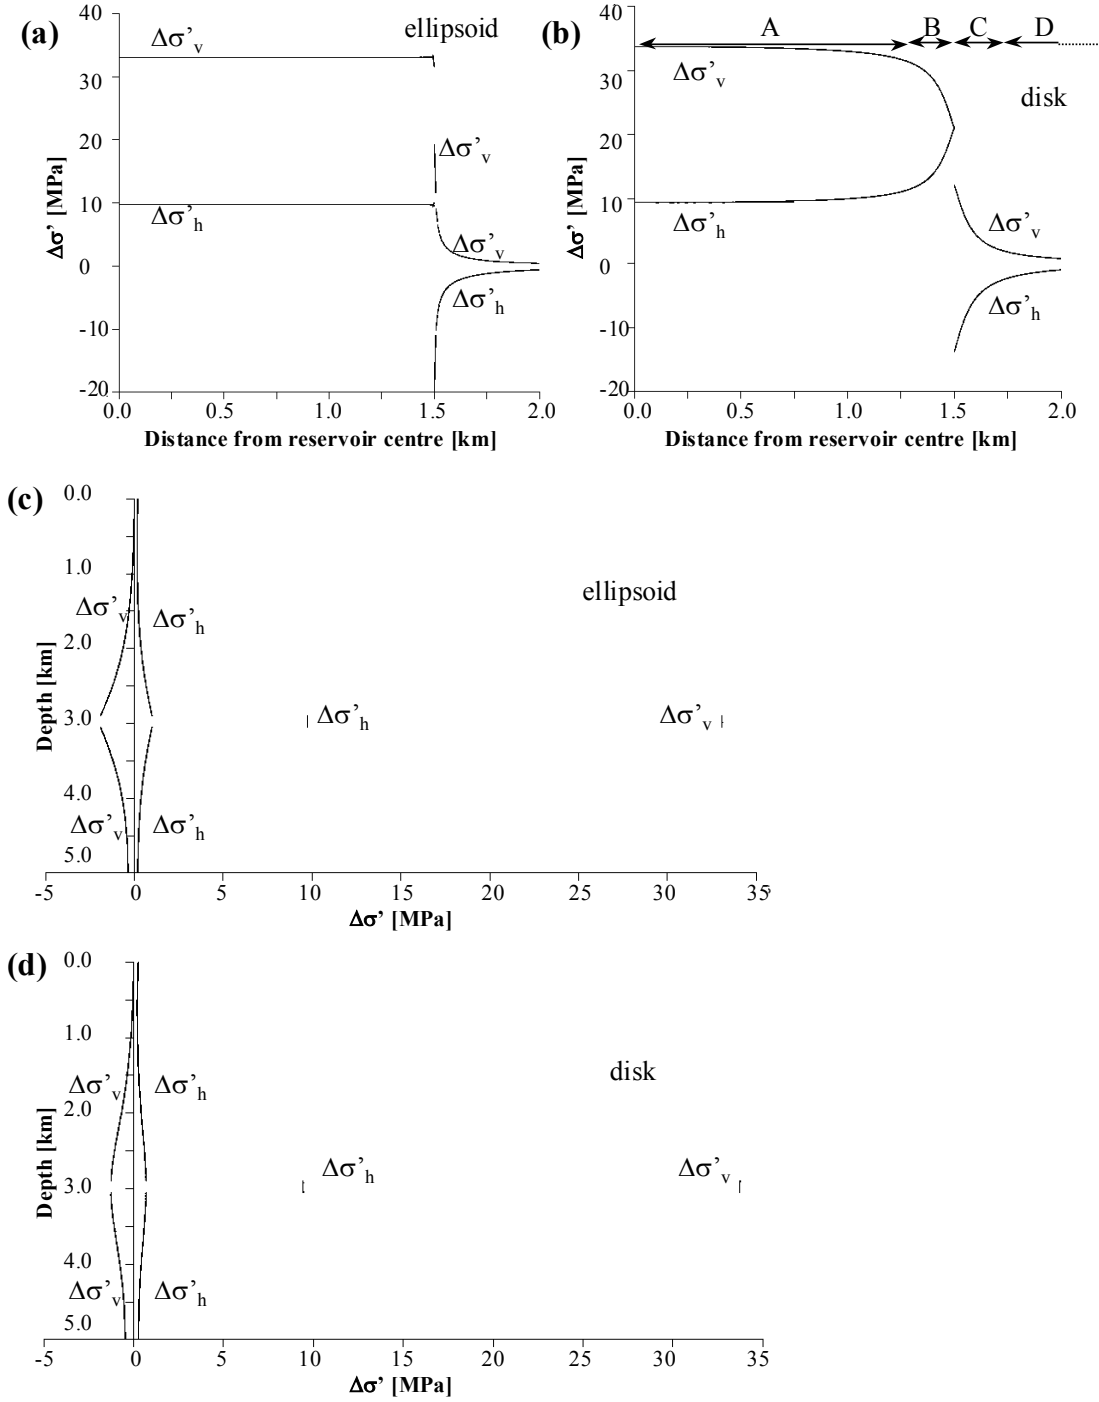 (a)
ellipsoid
Δσ'v
Δσ'v
Δσ'h
Δσ'v
Δσ'h
40
30
20
10
0
-10
-20
Δσ' [MPa]
0.0 0.5 1.0 1.5 2.0
Distance from reservoir centre [km]
(b)
A B C D
Δσ'v
disk
Δσ'h
Δσ'v
Δσ'h
40
30
20
10
0
-10
-20
Δσ' [MPa]
0.0 0.5 1.0 1.5 2.0
Distance from reservoir centre [km]
(c)
0.0
1.0
2.0
3.0
4.0
5.0
Depth [km]
ellipsoid
Δσ'v Δσ'h
Δσ'h Δσ'v
Δσ'v Δσ'h
-5 0 5 10 15 20 25 30 35
Δσ' [MPa]
(d)
0.0
1.0
2.0
3.0
4.0
5.0
Depth [km]
disk
Δσ'v Δσ'h
Δσ'h Δσ'v
Δσ'v Δσ'h
-5 0 5 10 15 20 25 30 35
Δσ' [MPa]